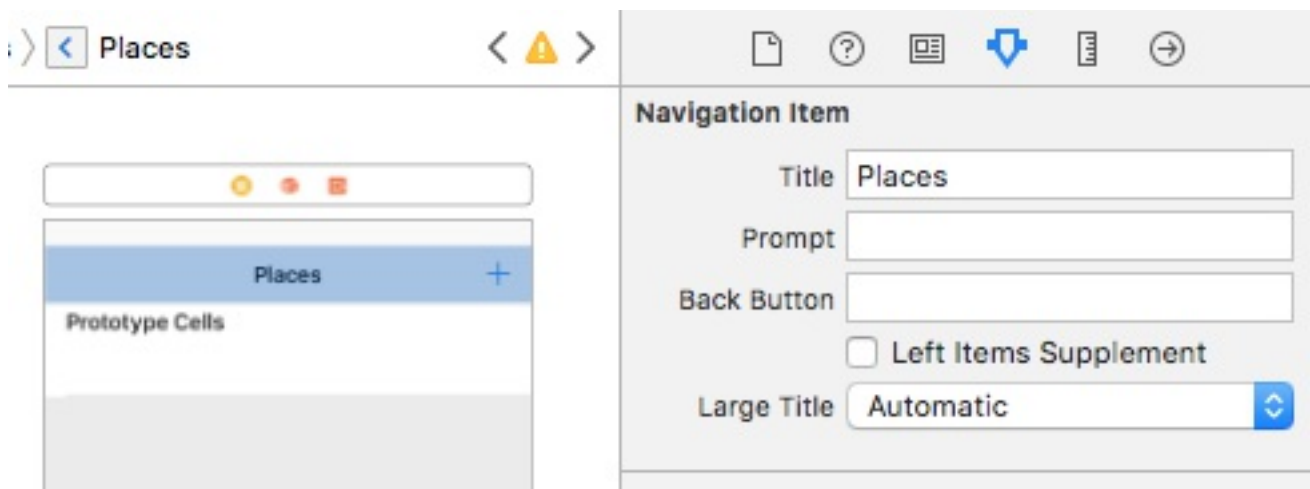 Places
Navigation Item
Title Places
Prompt
Back Button
Left Items Supplement
Large Title Automatic
Places
Prototype Cells